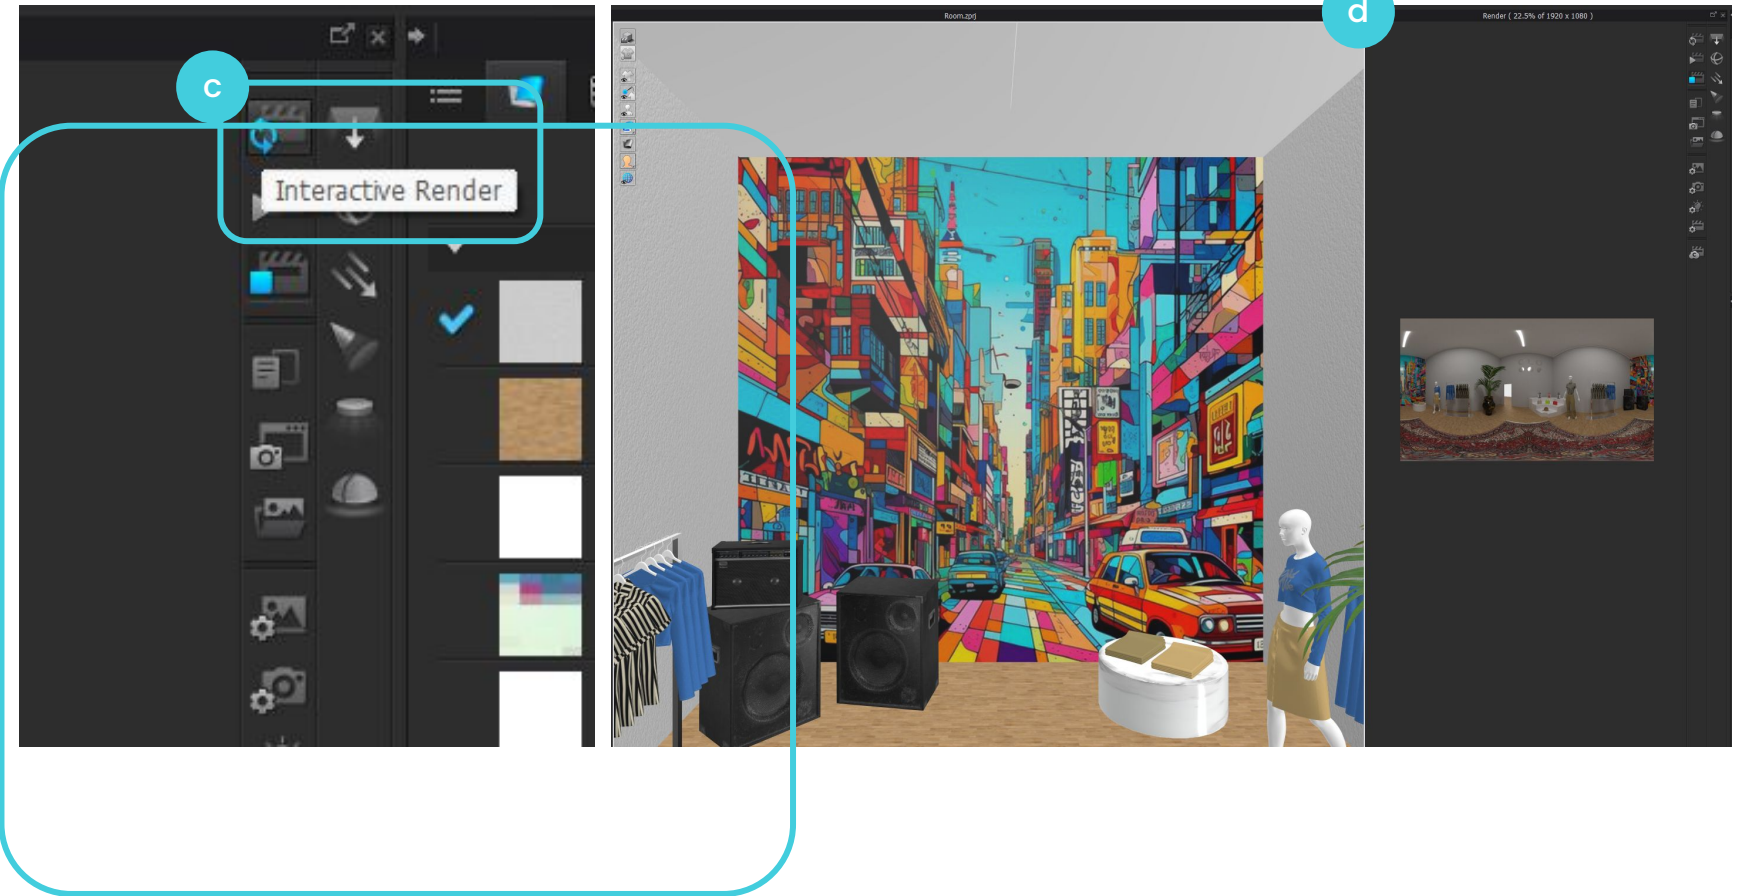 c
Interactive Render
Room.zprj
d
Render ( 22.5% of 1920 x 1080 )